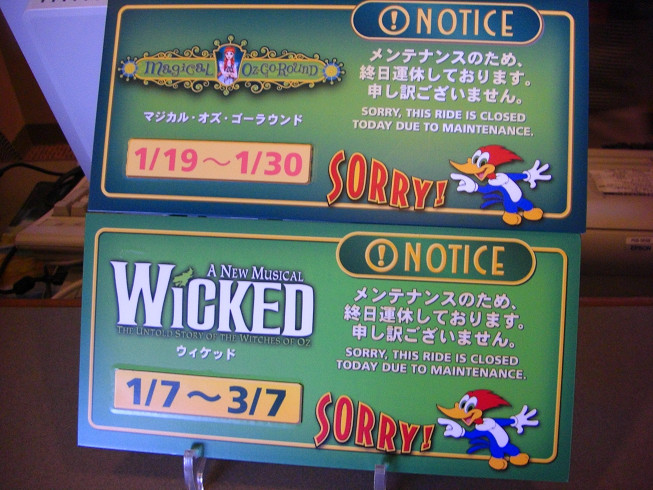 NOTICE
MAGICAL OZ-GO-ROUND
マジカル・オズ・ゴーラウンド
1/19～1/30
メンテナンスのため、
終日運休しております。
申し訳ございません。
SORRY, THIS RIDE IS CLOSED
TODAY DUE TO MAINTENANCE.
SORRY!
NOTICE
A NEW MUSICAL
WICKED
THE UNTOLD STORY OF THE WITCHES OF OZ
ウィケッド
1/7～3/7
メンテナンスのため、
終日運休しております。
申し訳ございません。
SORRY, THIS RIDE IS CLOSED
TODAY DUE TO MAINTENANCE.
SORRY!